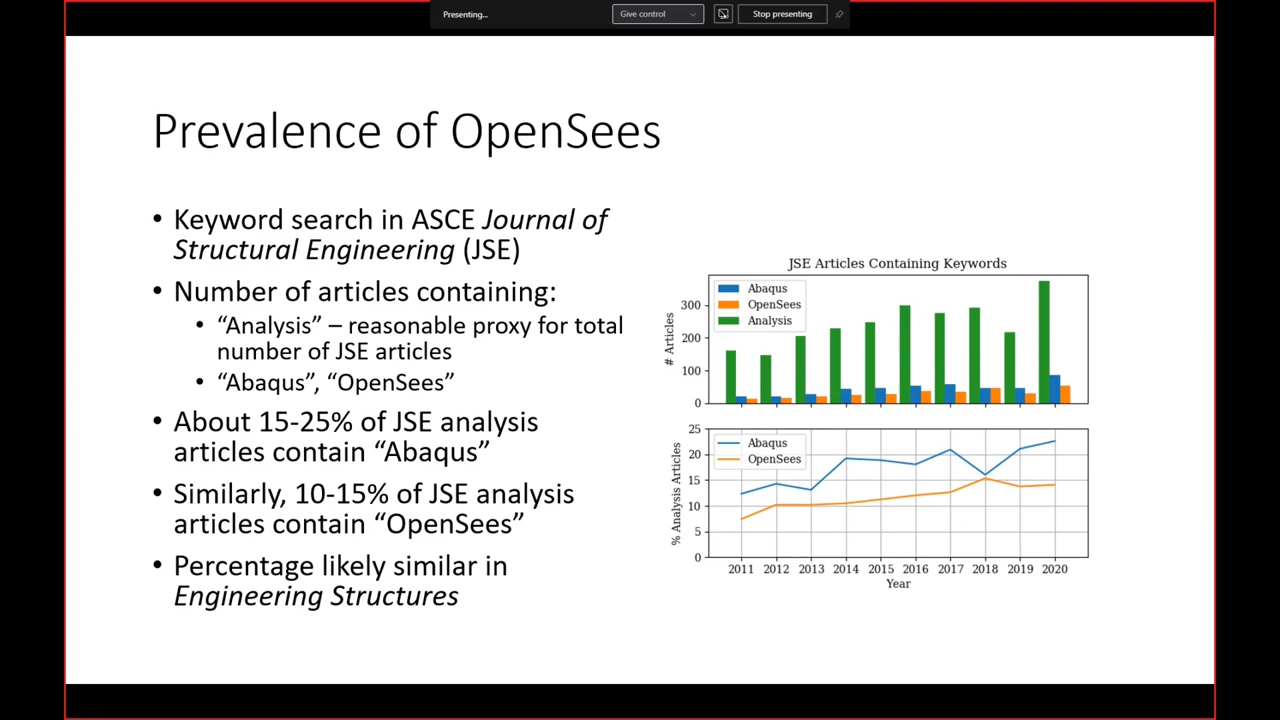 Presenting...
Give control
Stop presenting
Prevalence of OpenSees
• Keyword search in ASCE Journal of
Structural Engineering (JSE)
• Number of articles containing:
• “Analysis” – reasonable proxy for total
number of JSE articles
• “Abaqus”, “OpenSees”
• About 15-25% of JSE analysis
articles contain “Abaqus”
• Similarly, 10-15% of JSE analysis
articles contain “OpenSees”
• Percentage likely similar in
Engineering Structures
JSE Articles Containing Keywords
Abaqus
OpenSees
Analysis
# Articles
300
200
100
0
Abaqus
OpenSees
% Analysis Articles
25
20
15
10
5
0
2011 2012 2013 2014 2015 2016 2017 2018 2019 2020
Year